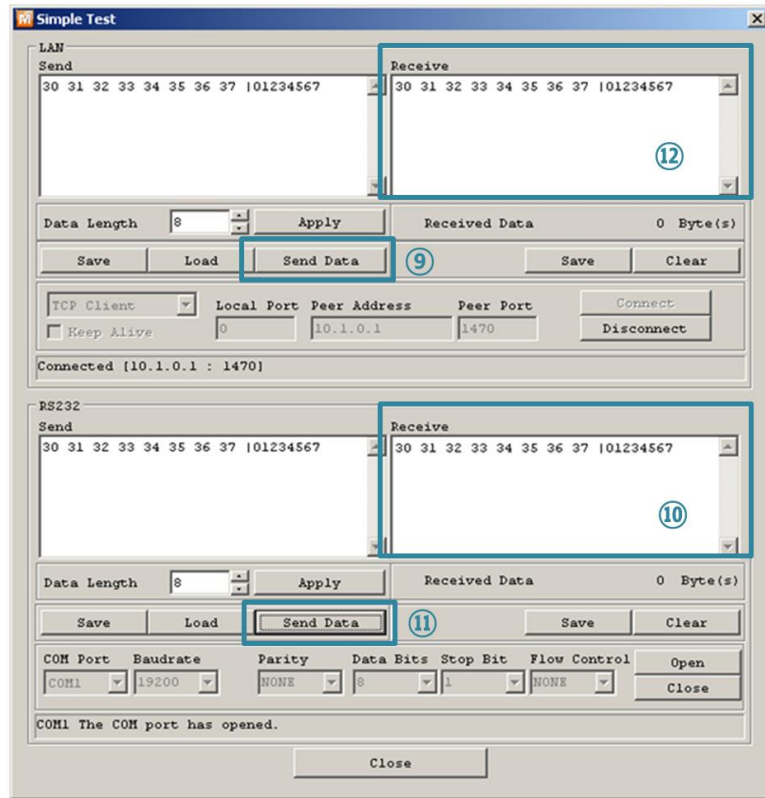 Simple Test
LAN
Send
Receive
30 31 32 33 34 35 36 37 |01234567
30 31 32 33 34 35 36 37 |01234567
⑫
Data Length 8 Apply Received Data 0 Byte(s)
Save Load Send Data ⑨ Save Clear
TCP Client Local Port Peer Address Peer Port Connect
Keep Alive 0 10.1.0.1 1470 Disconnect
Connected [10.1.0.1 : 1470]
RS232
Send
Receive
30 31 32 33 34 35 36 37 |01234567
30 31 32 33 34 35 36 37 |01234567
⑩
Data Length 8 Apply Received Data 0 Byte(s)
Save Load Send Data ⑪ Save Clear
COM Port Baudrate Parity Data Bits Stop Bit Flow Control Open
COM1 19200 NONE 8 1 NONE Close
COM1 The COM port has opened.
Close